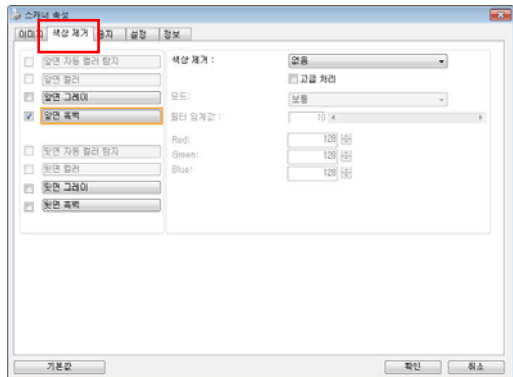 스캐너 속성
이미지 색상 제거 용지 설정 정보
앞면 자동 컬러 탐지
앞면 컬러
앞면 그레이
앞면 흑백
뒷면 자동 컬러 탐지
뒷면 컬러
뒷면 그레이
뒷면 흑백
색상 제거 : 없음
고급 처리
모드: 보통
필터 임계값 : 10
Red: 128
Green: 128
Blue: 128
기본값 확인 취소